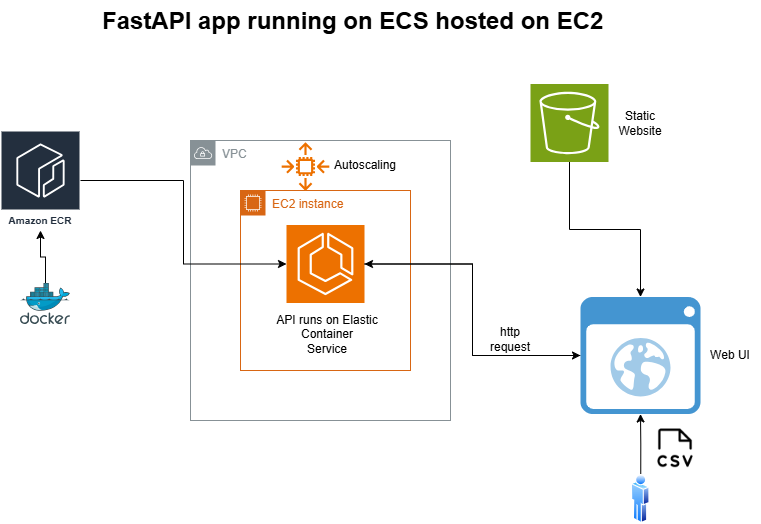 FastAPI app running on ECS hosted on EC2
Static
Website
VPC
Autoscaling
EC2 instance
Amazon ECR
docker
API runs on Elastic
Container
Service
http
request
Web UI
CSV